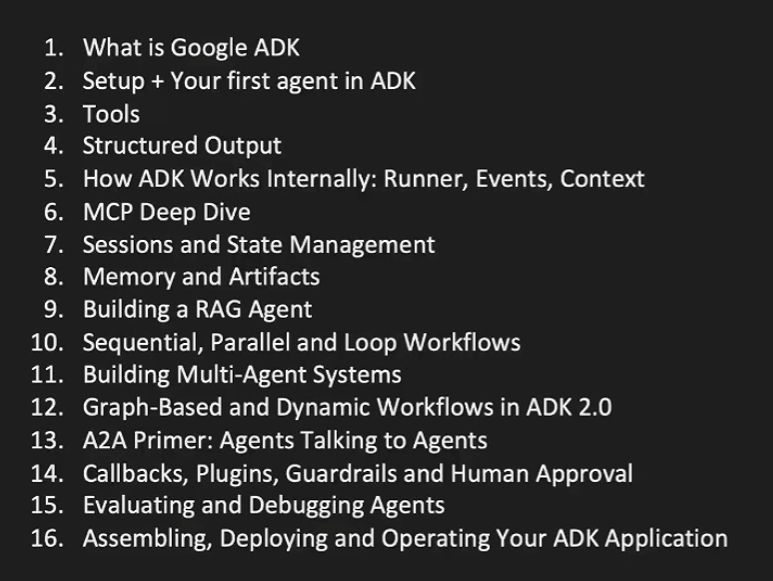 1. What is Google ADK
2. Setup + Your first agent in ADK
3. Tools
4. Structured Output
5. How ADK Works Internally: Runner, Events, Context
6. MCP Deep Dive
7. Sessions and State Management
8. Memory and Artifacts
9. Building a RAG Agent
10. Sequential, Parallel and Loop Workflows
11. Building Multi-Agent Systems
12. Graph-Based and Dynamic Workflows in ADK 2.0
13. A2A Primer: Agents Talking to Agents
14. Callbacks, Plugins, Guardrails and Human Approval
15. Evaluating and Debugging Agents
16. Assembling, Deploying and Operating Your ADK Application